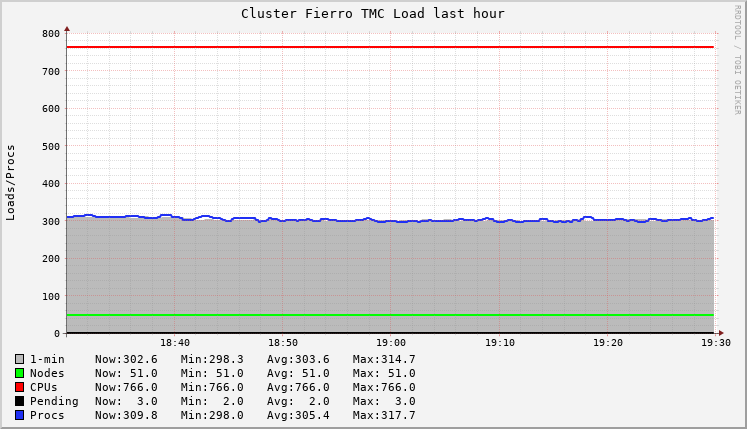 Cluster Fierro TMC Load last hour
RRDTOOL / TOBI OETIKER
Loads/Procs
800
700
600
500
400
300
200
100
0
18:40 18:50 19:00 19:10 19:20 19:30
1-min Now:302.6 Min:298.3 Avg:303.6 Max:314.7
Nodes Now: 51.0 Min: 51.0 Avg: 51.0 Max: 51.0
CPUs Now:766.0 Min:766.0 Avg:766.0 Max:766.0
Pending Now: 3.0 Min: 2.0 Avg: 2.0 Max: 3.0
Procs Now:309.8 Min:298.0 Avg:305.4 Max:317.7